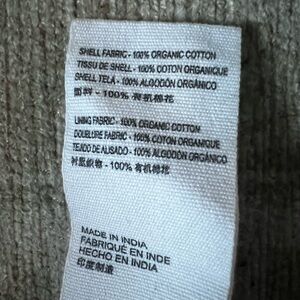 SHELL FABRIC - 100% ORGANIC COTTON
TISSU DE SHELL - 100% COTON ORGANIQUE
SHELL TELA - 100% ALGODÓN ORGÁNICO
面料 - 100% 有机棉花
LINING FABRIC - 100% ORGANIC COTTON
DOUBLURE FABRIC - 100% COTON ORGANIQUE
TEJIDO DE ALISADO - 100% ALGODÓN ORGÁNICO
衬里织物 - 100% 有机棉花
MADE IN INDIA
FABRIQUÉ EN INDE
HECHO EN INDIA
印度制造